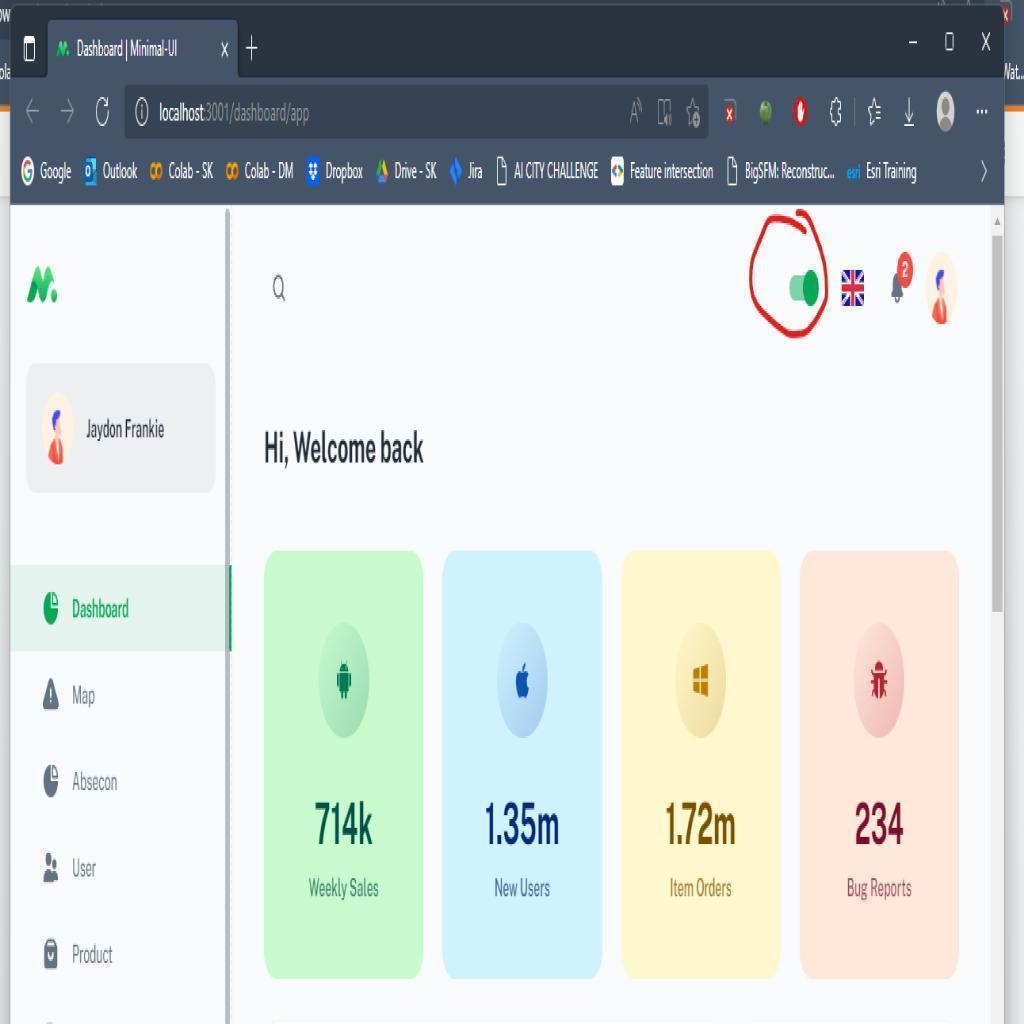 Dashboard | Minimal-UI
localhost:3001/dashboard/app
Google Outlook Colab - SK Colab - DM Dropbox Drive - SK Jira AI CITY CHALLENGE Feature intersection BigSFM: Reconstruc... esri Esri Training
Wat...
2
Jaydon Frankie
Hi, Welcome back
Dashboard
Map
Absecon
User
Product
714k
Weekly Sales
1.35m
New Users
1.72m
Item Orders
234
Bug Reports